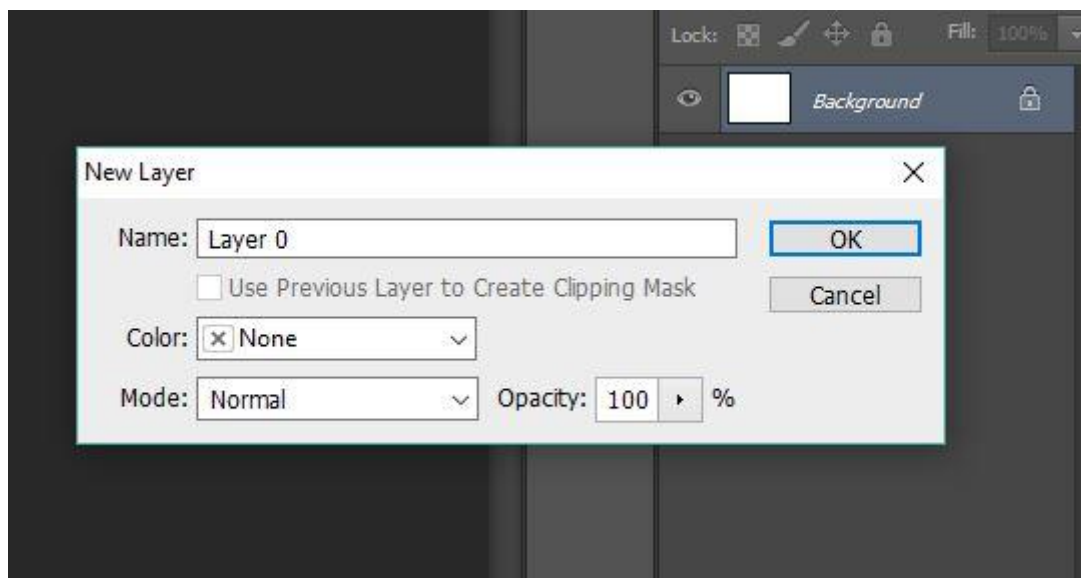 Lock: Fill: 100%
Background
New Layer
Name: Layer 0 OK
Use Previous Layer to Create Clipping Mask Cancel
Color: None
Mode: Normal Opacity: 100 %